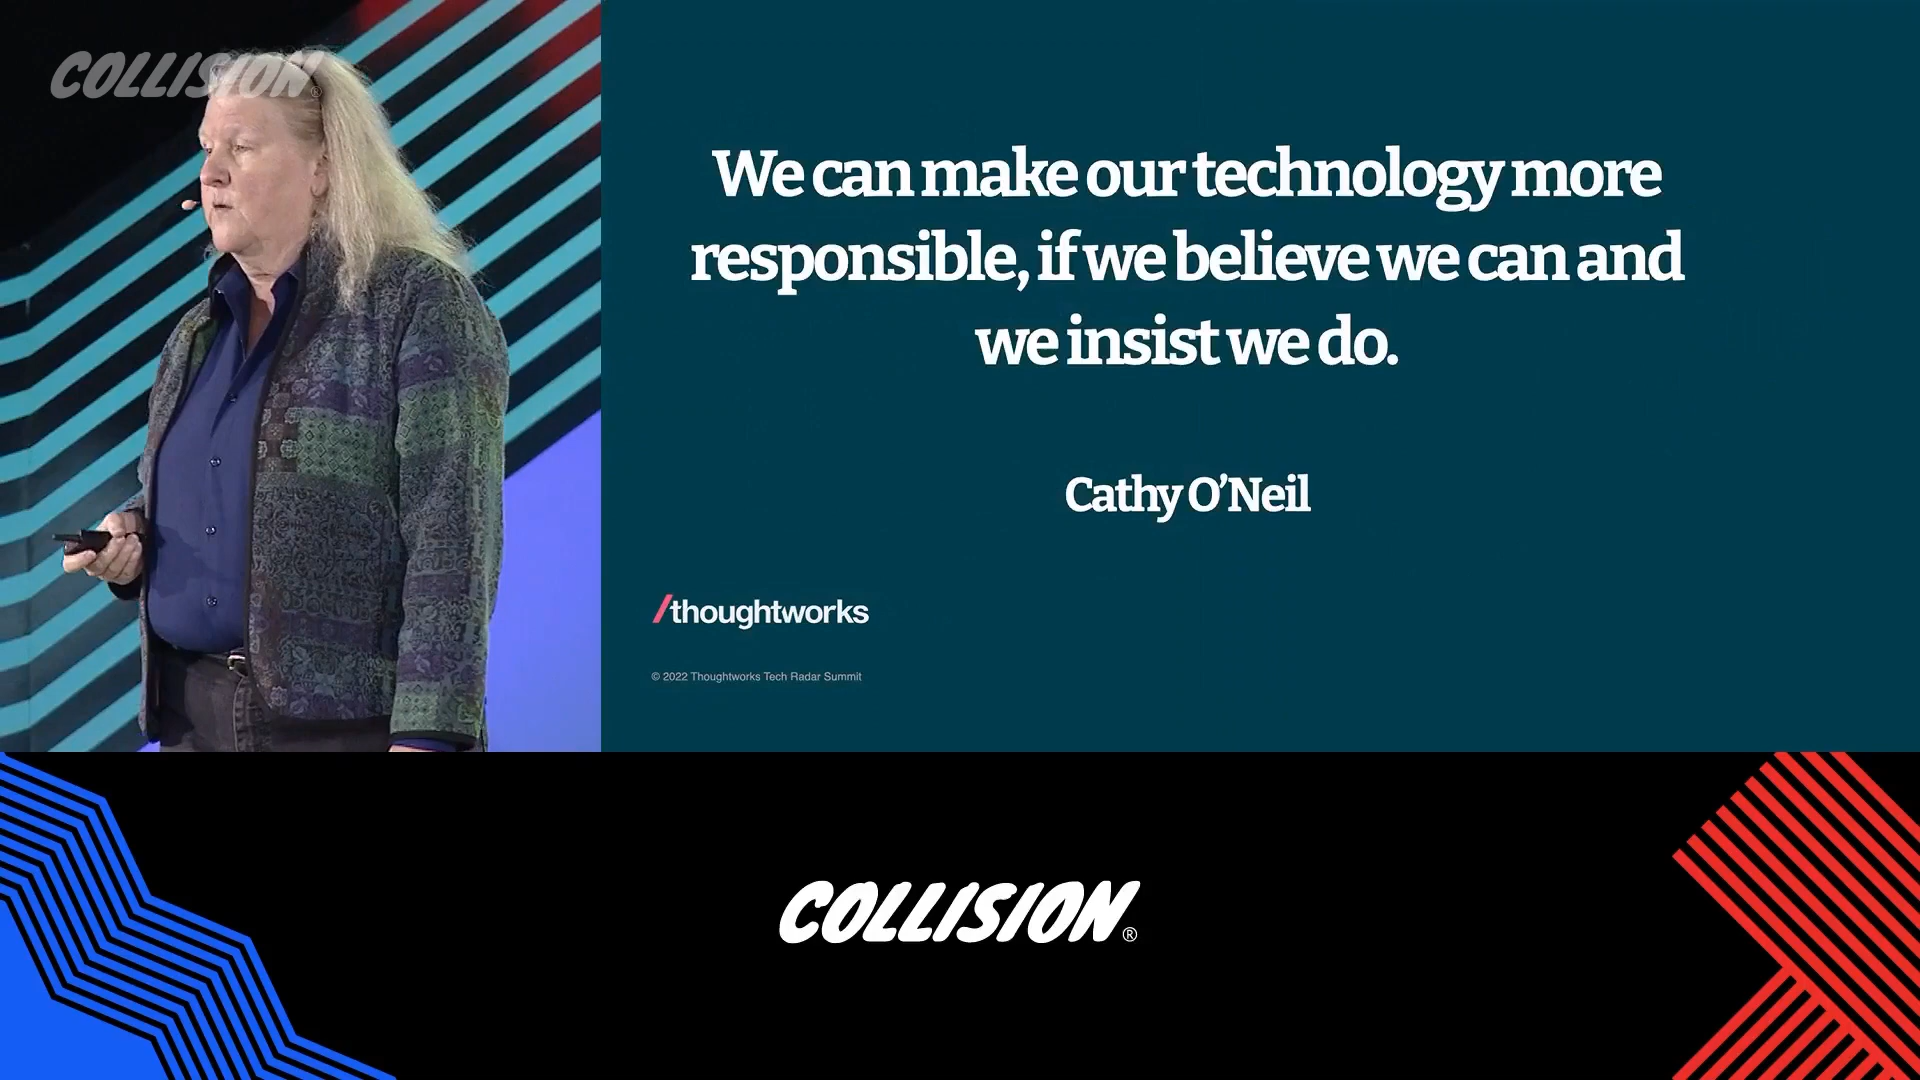 COLLISION®
We can make our technology more
responsible, if we believe we can and
we insist we do.
Cathy O'Neil
/thoughtworks
© 2022 Thoughtworks Tech Radar Summit
COLLISION®